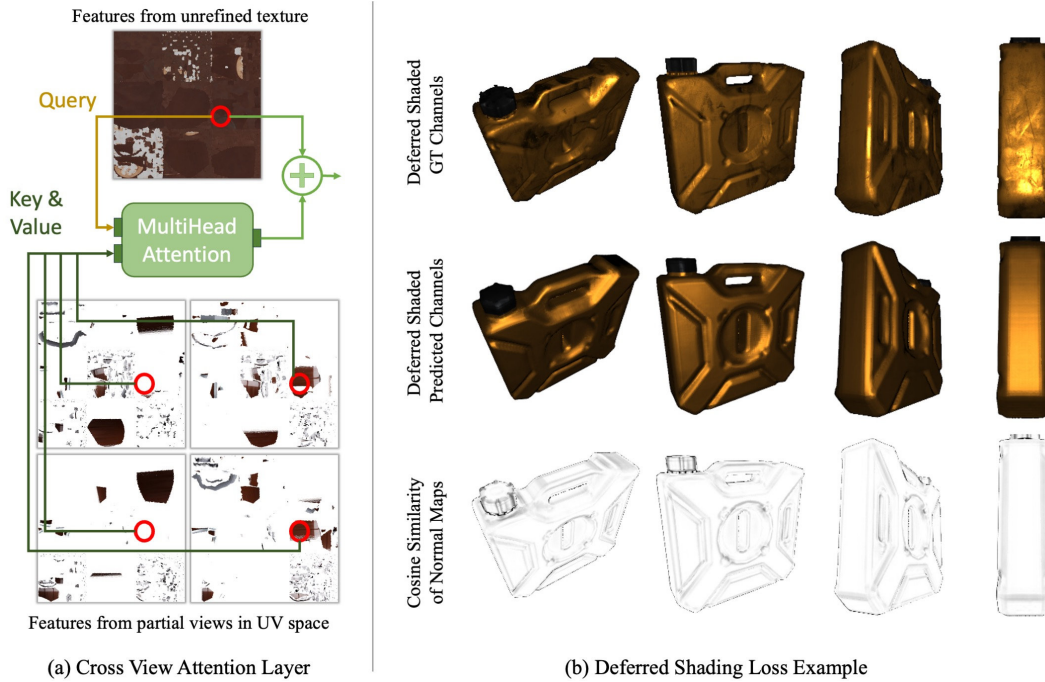 Features from unrefined texture
Query
Key &
Value
MultiHead
Attention
Features from partial views in UV space
(a) Cross View Attention Layer
Deferred Shaded
GT Channels
Deferred Shaded
Predicted Channels
Cosine Similarity
of Normal Maps
(b) Deferred Shading Loss Example